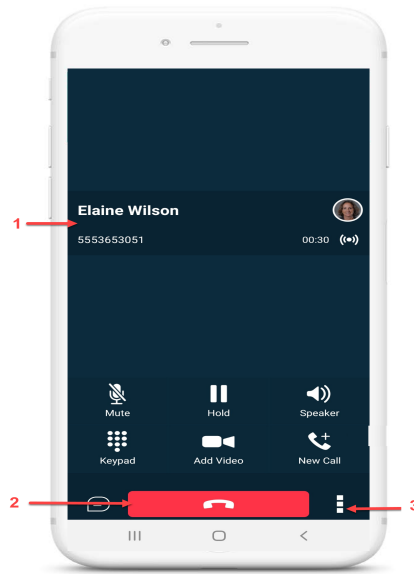 Elaine Wilson
1
5553653051 00:30
Mute Hold Speaker
Keypad Add Video New Call
2
3